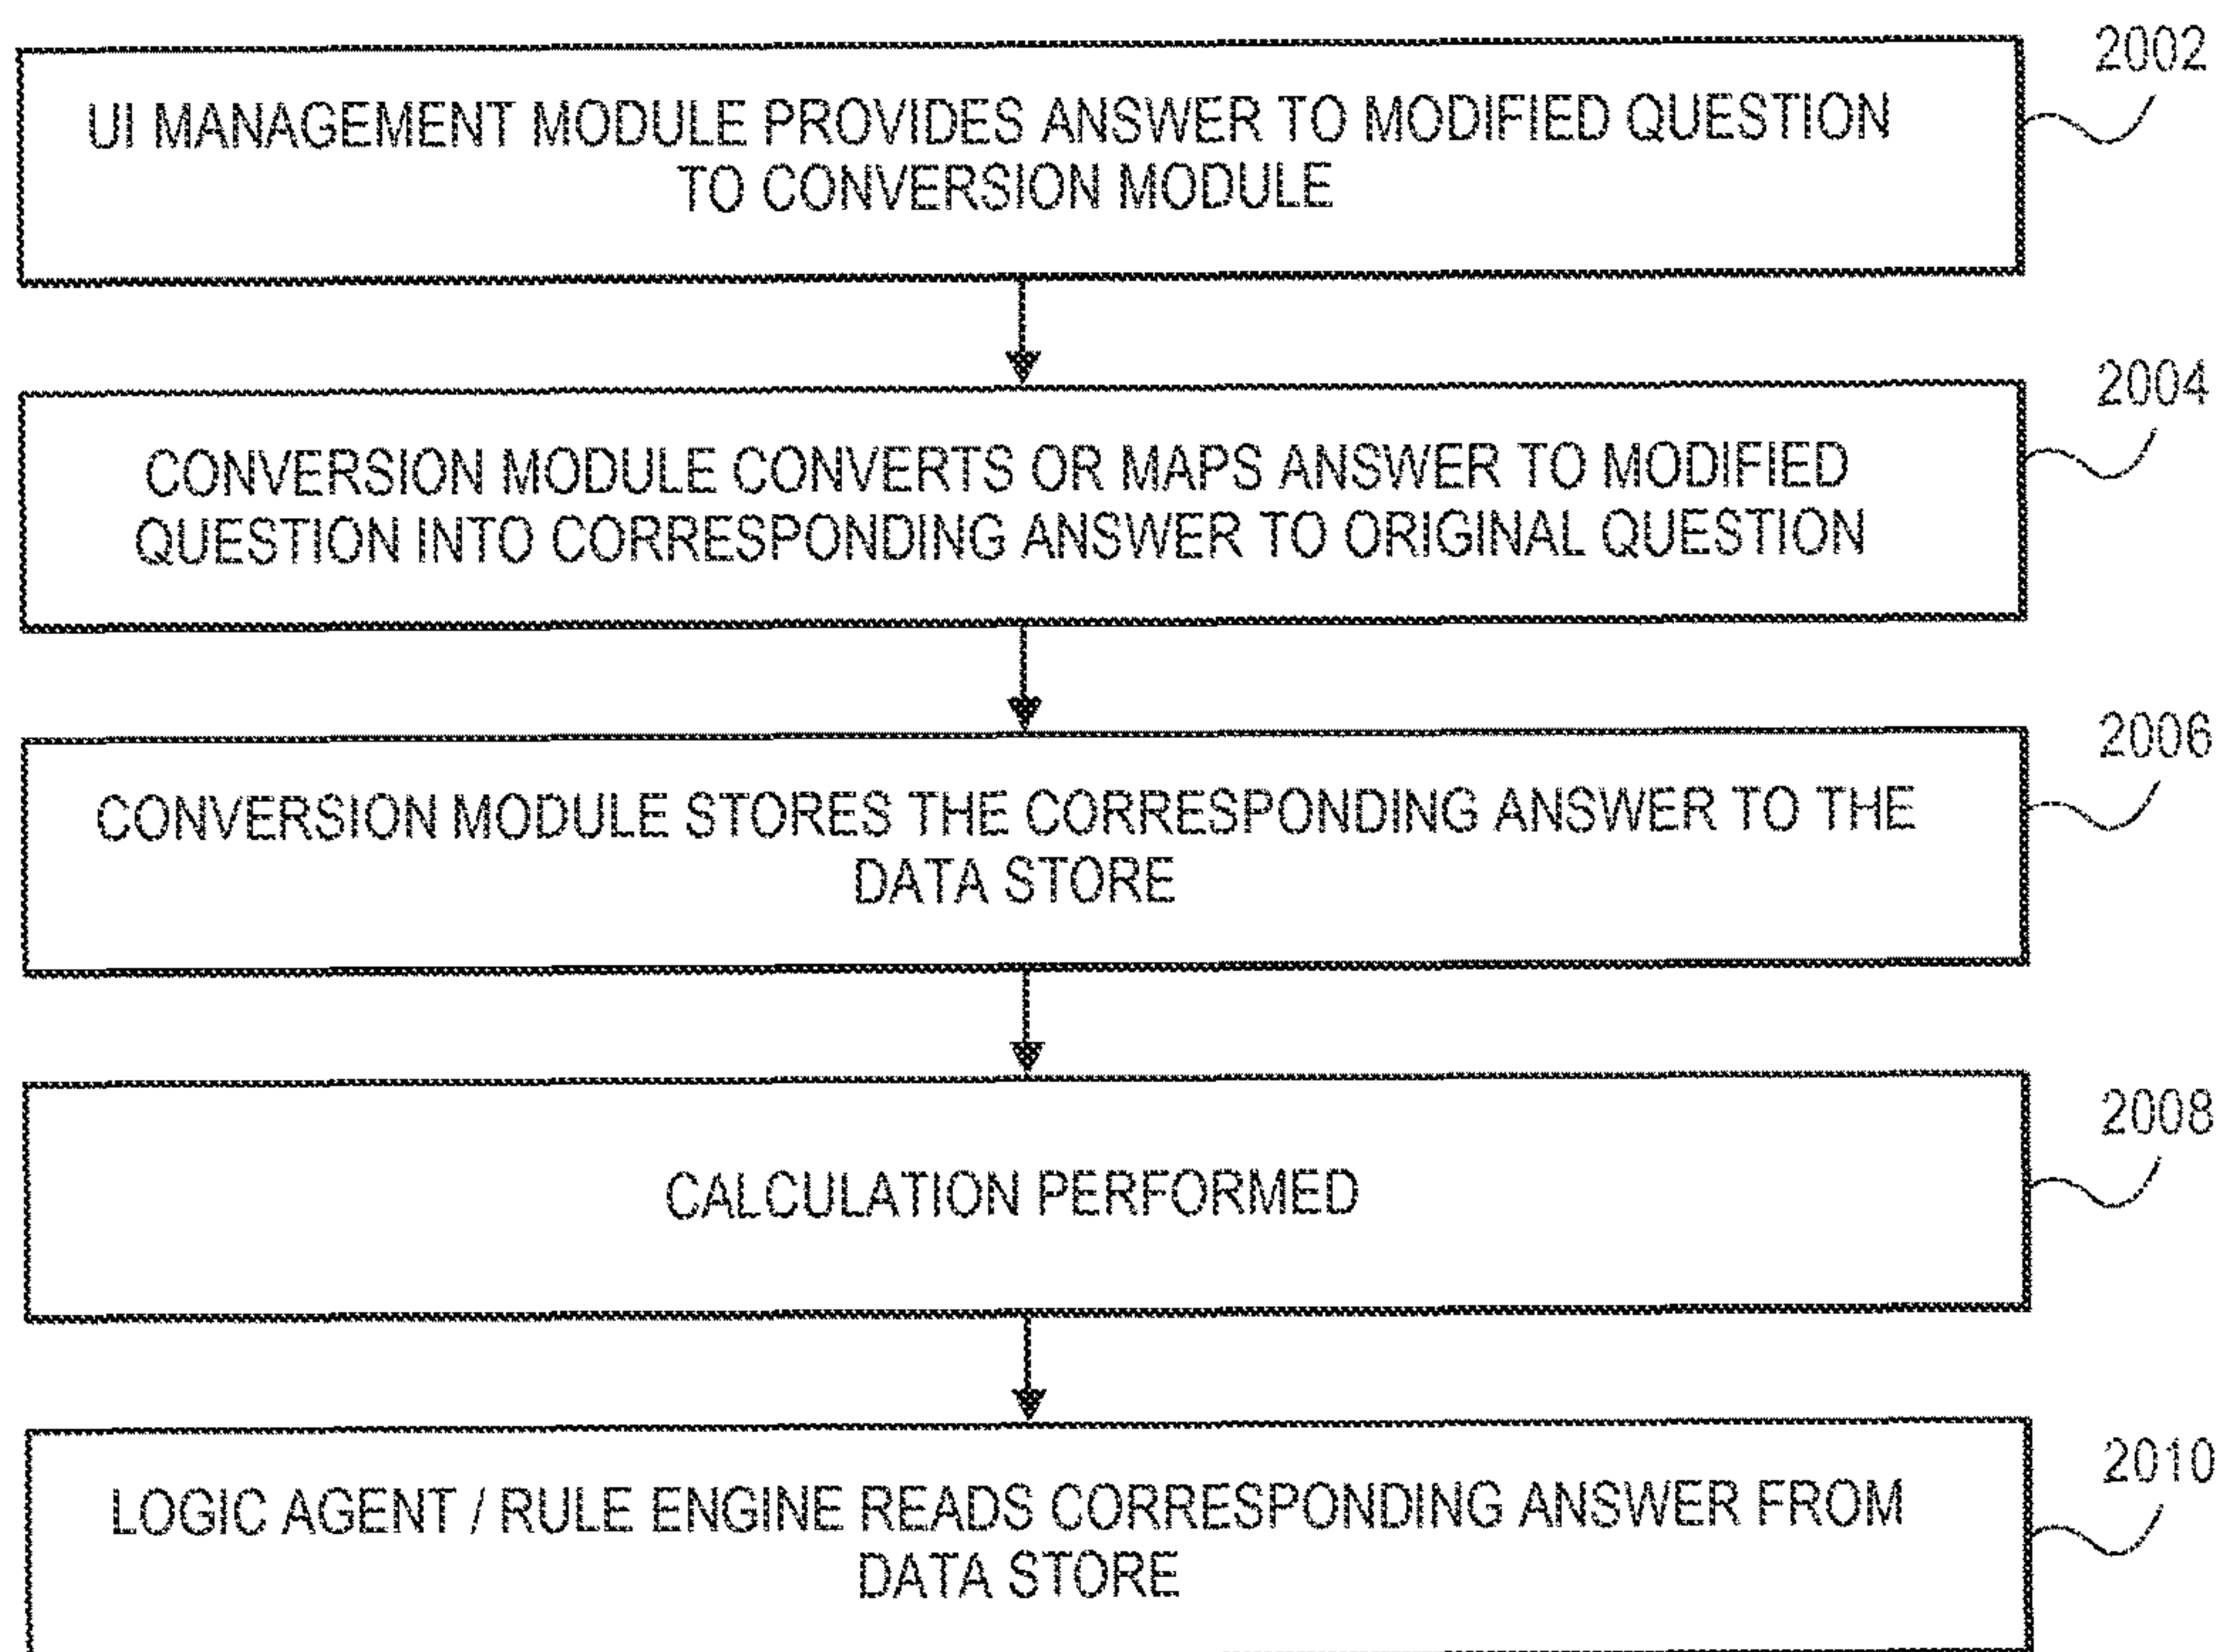 2002
UI MANAGEMENT MODULE PROVIDES ANSWER TO MODIFIED QUESTION
TO CONVERSION MODULE
2004
CONVERSION MODULE CONVERTS OR MAPS ANSWER TO MODIFIED
QUESTION INTO CORRESPONDING ANSWER TO ORIGINAL QUESTION
2006
CONVERSION MODULE STORES THE CORRESPONDING ANSWER TO THE
DATA STORE
2008
CALCULATION PERFORMED
2010
LOGIC AGENT / RULE ENGINE READS CORRESPONDING ANSWER FROM
DATA STORE